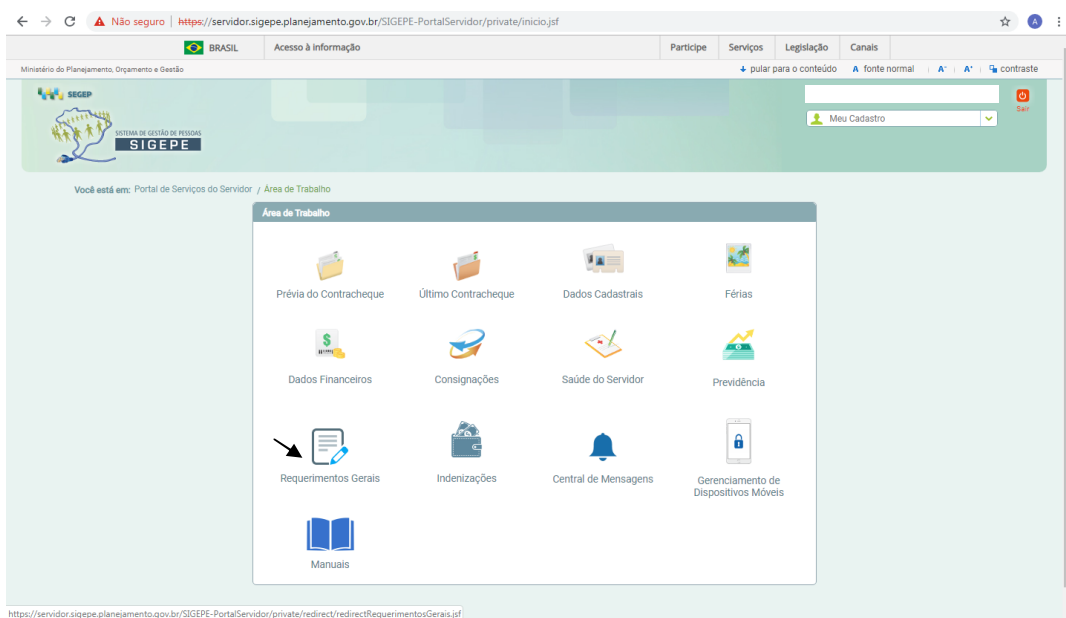 Não seguro | https://servidor.sigepe.planejamento.gov.br/SIGEPE-PortalServidor/private/inicio.jsf
A
BRASIL Acesso à informação Participe Serviços Legislação Canais
Ministério do Planejamento, Orçamento e Gestão pular para o conteúdo A fonte normal A- A+ contraste
SEGEP
SISTEMA DE GESTÃO DE PESSOAS
SIGEPE
Meu Cadastro
Sair
Você está em: Portal de Serviços do Servidor / Área de Trabalho
Área de Trabalho
Prévia do Contracheque Último Contracheque Dados Cadastrais Férias
Dados Financeiros Consignações Saúde do Servidor Previdência
Requerimentos Gerais Indenizações Central de Mensagens Gerenciamento de
Dispositivos Móveis
Manuais
https://servidor.sigepe.planejamento.gov.br/SIGEPE-PortalServidor/private/redirect/redirectRequerimentosGerais.jsf